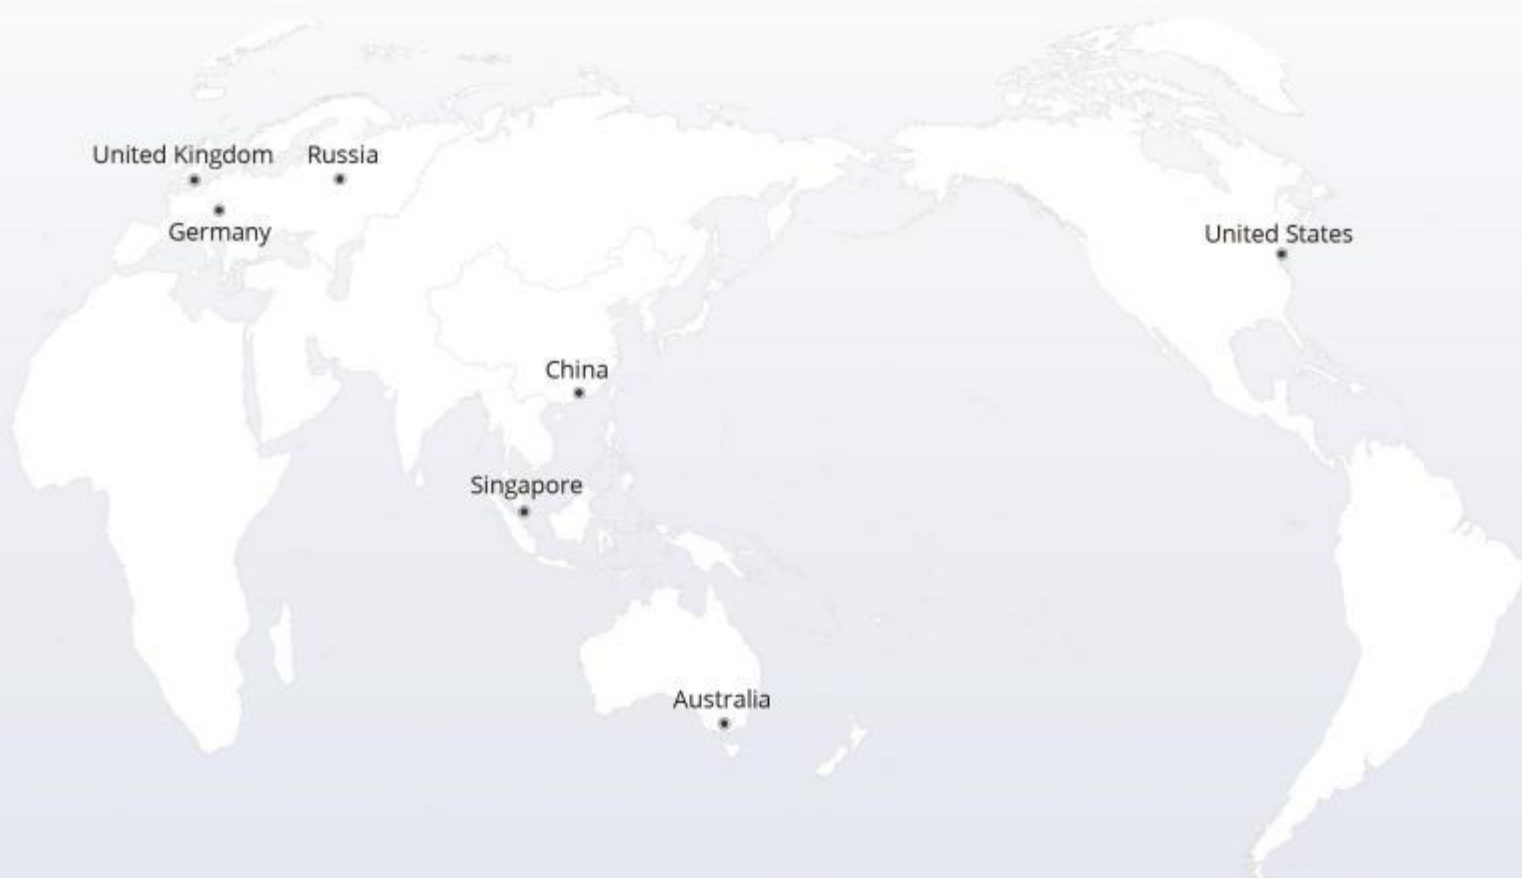 United Kingdom
Russia
Germany
United States
China
Singapore
Australia